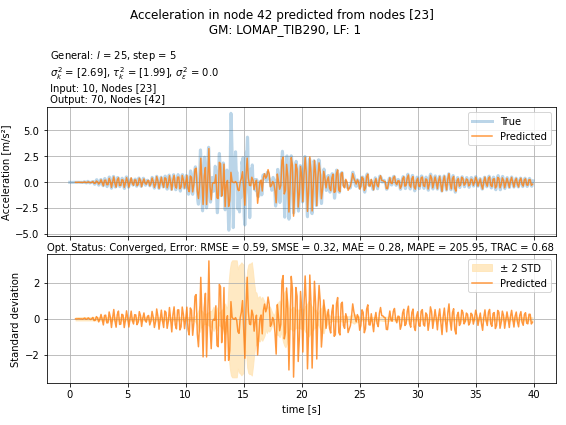 Acceleration in node 42 predicted from nodes [23]
GM: LOMAP_TIB290, LF: 1
General: l = 25, step = 5
σ²ₖ = [2.69], τ²ₖ = [1.99], σ²ε = 0.0
Input: 10, Nodes [23]
Output: 70, Nodes [42]
Acceleration [m/s²]
5.0
2.5
0.0
−2.5
−5.0
True
Predicted
Opt. Status: Converged, Error: RMSE = 0.59, SMSE = 0.32, MAE = 0.28, MAPE = 205.95, TRAC = 0.68
Standard deviation
2
0
−2
± 2 STD
Predicted
0 5 10 15 20 25 30 35 40
time [s]